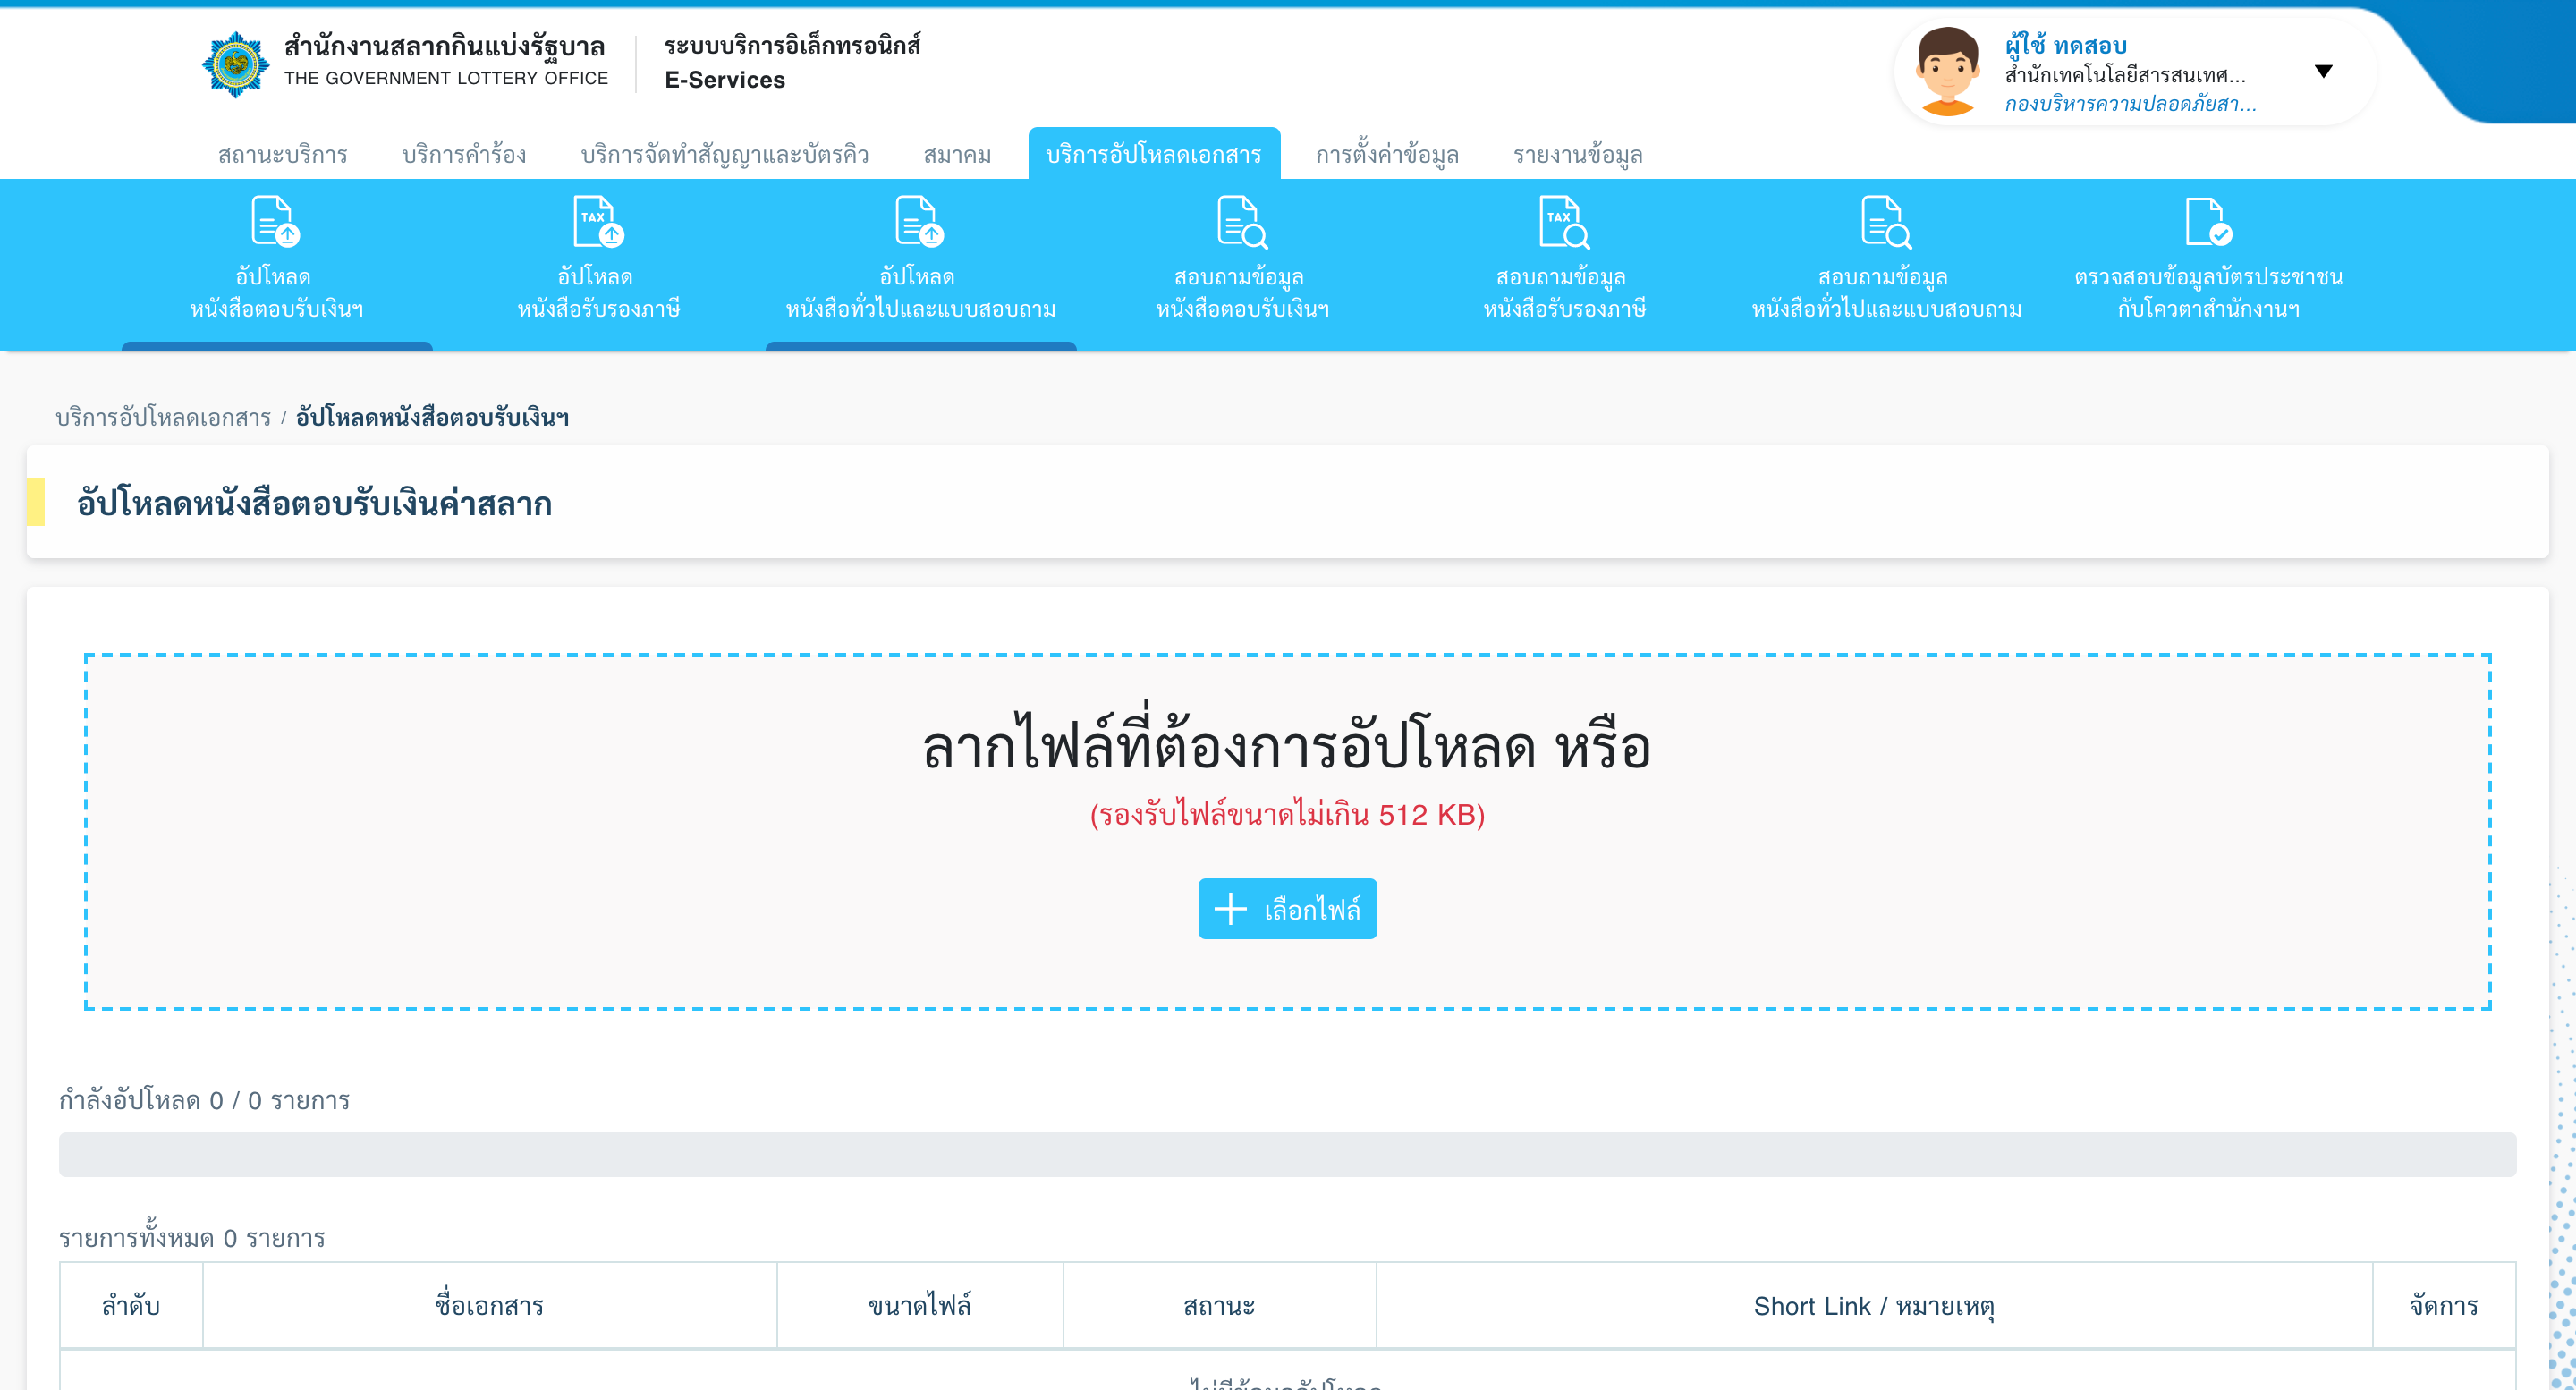 สำนักงานสลากกินแบ่งรัฐบาล
THE GOVERNMENT LOTTERY OFFICE
ระบบบริการอิเล็กทรอนิกส์
E-Services
ผู้ใช้ ทดสอบ
สำนักเทคโนโลยีสารสนเทศ...
กองบริหารความปลอดภัยสา...
สถานะบริการ
บริการคำร้อง
บริการจัดทำสัญญาและบัตรคิว
สมาคม
บริการอัปโหลดเอกสาร
การตั้งค่าข้อมูล
รายงานข้อมูล
อัปโหลด
หนังสือตอบรับเงินฯ
TAX
อัปโหลด
หนังสือรับรองภาษี
อัปโหลด
หนังสือทั่วไปและแบบสอบถาม
สอบถามข้อมูล
หนังสือตอบรับเงินฯ
TAX
สอบถามข้อมูล
หนังสือรับรองภาษี
สอบถามข้อมูล
หนังสือทั่วไปและแบบสอบถาม
ตรวจสอบข้อมูลบัตรประชาชน
กับโควตาสำนักงานฯ
บริการอัปโหลดเอกสาร / อัปโหลดหนังสือตอบรับเงินฯ
อัปโหลดหนังสือตอบรับเงินค่าสลาก
ลากไฟล์ที่ต้องการอัปโหลด หรือ
(รองรับไฟล์ขนาดไม่เกิน 512 KB)
เลือกไฟล์
กำลังอัปโหลด 0 / 0 รายการ
รายการทั้งหมด 0 รายการ
ลำดับ
ชื่อเอกสาร
ขนาดไฟล์
สถานะ
Short Link / หมายเหตุ
จัดการ